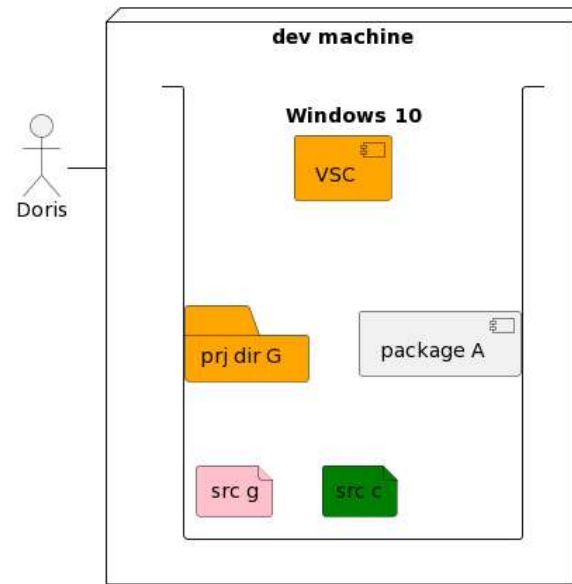 dev machine
Windows 10
VSC
Doris
prj dir G
package A
src g
src c